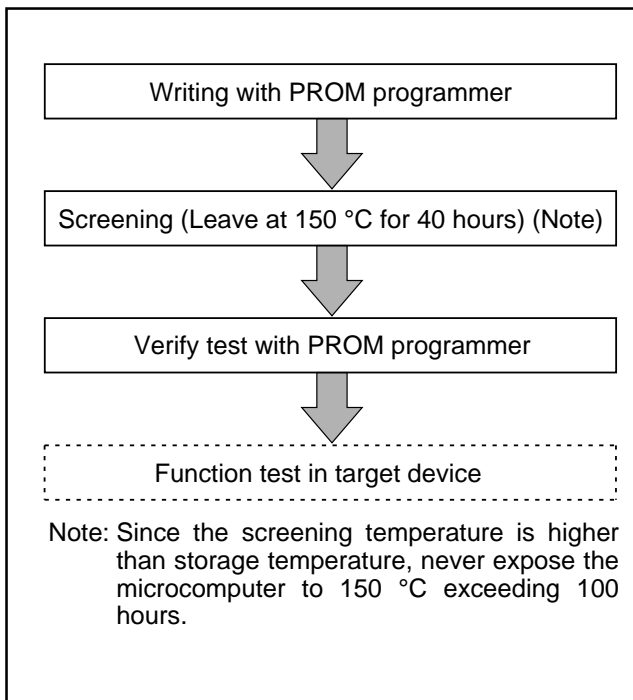 Writing with PROM programmer
Screening (Leave at 150 °C for 40 hours) (Note)
Verify test with PROM programmer
Function test in target device
Note: Since the screening temperature is higher
than storage temperature, never expose the
microcomputer to 150 °C exceeding 100
hours.